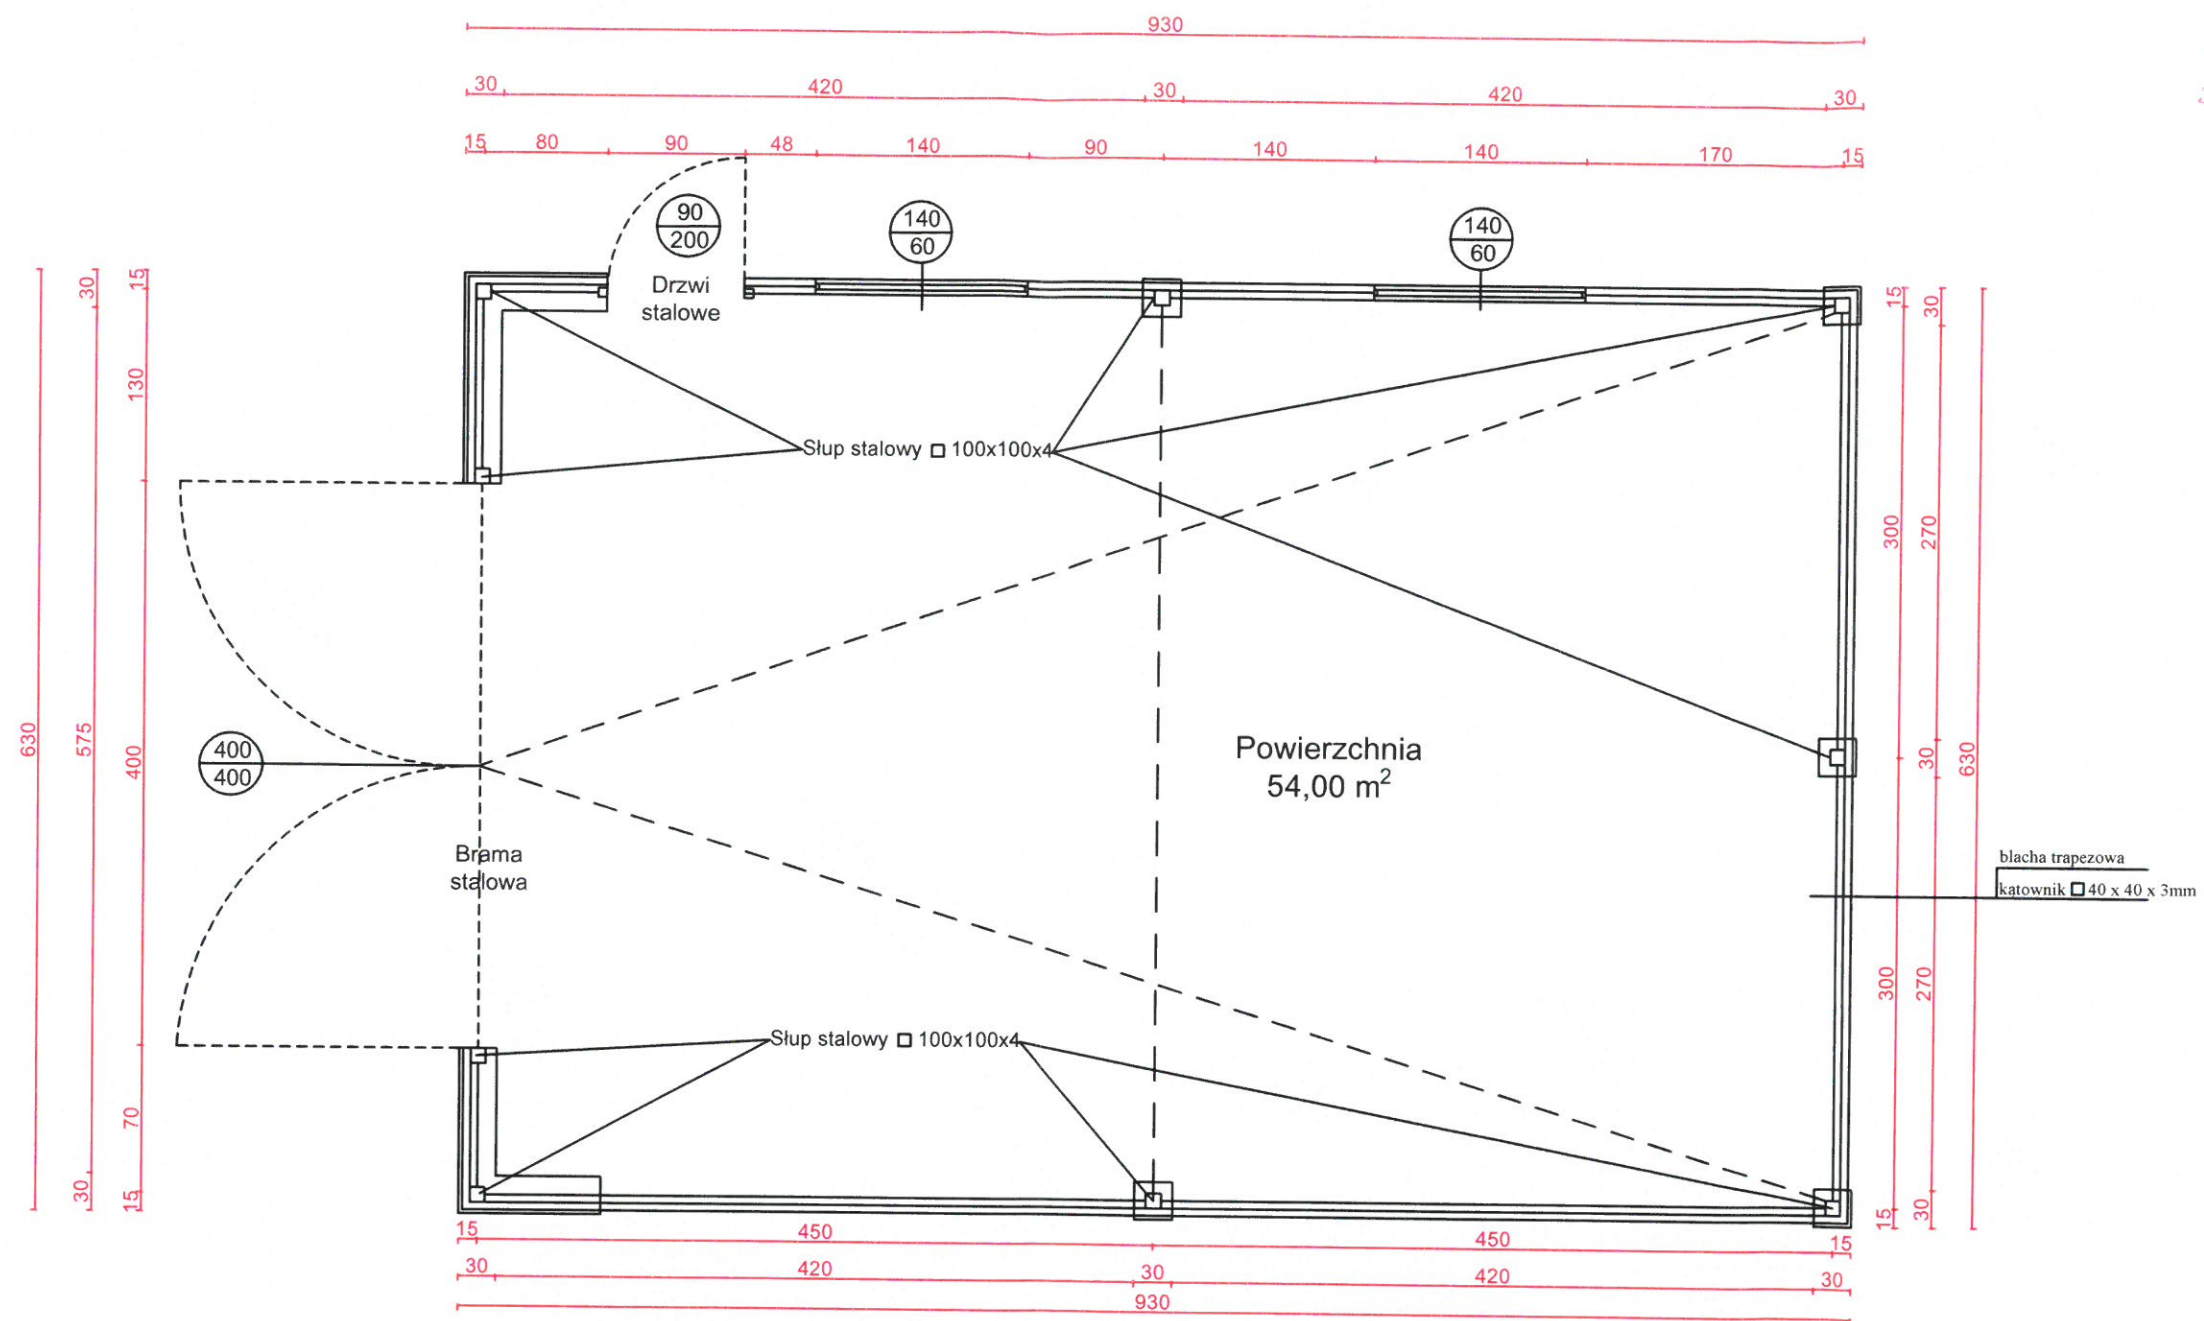 930
30 420 30 420 30
15 80 90 48 140 90 140 140 170 15
90
200
140
60
140
60
Drzwi
stalowe
15
30
130
15
30
Słup stalowy □ 100x100x4
300
270
630
575
400
400
400
Powierzchnia
54,00 m²
30
630
Brama
stalowa
blacha trapezowa
kątownik □ 40 x 40 x 3mm
300
270
Słup stalowy □ 100x100x4
70
30
15
15
30
15 450 450 15
30 420 30 420 30
930